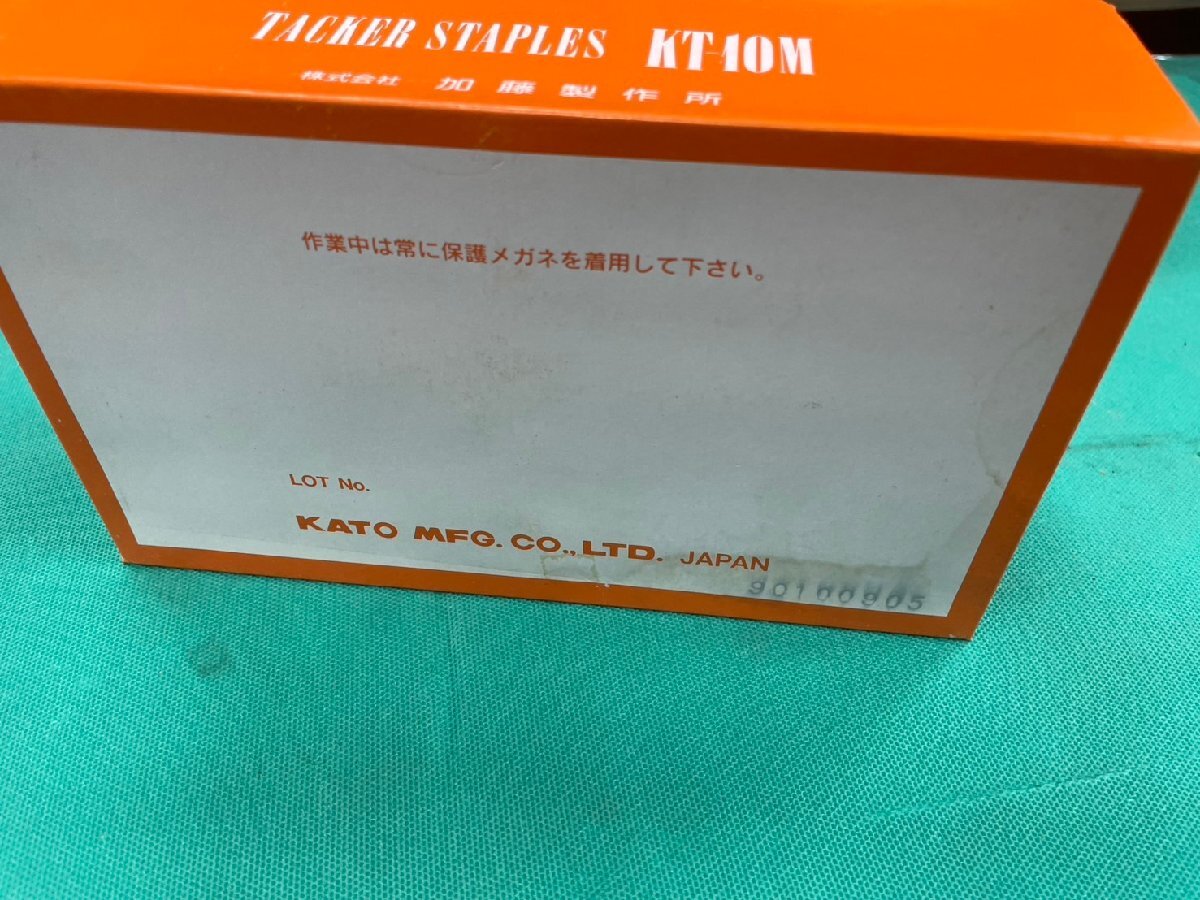 TACKER STAPLES KT-10M
株式会社 加藤製作所
作業中は常に保護メガネを着用して下さい。
LOT No.
KATO MFG. CO., LTD. JAPAN
90100905